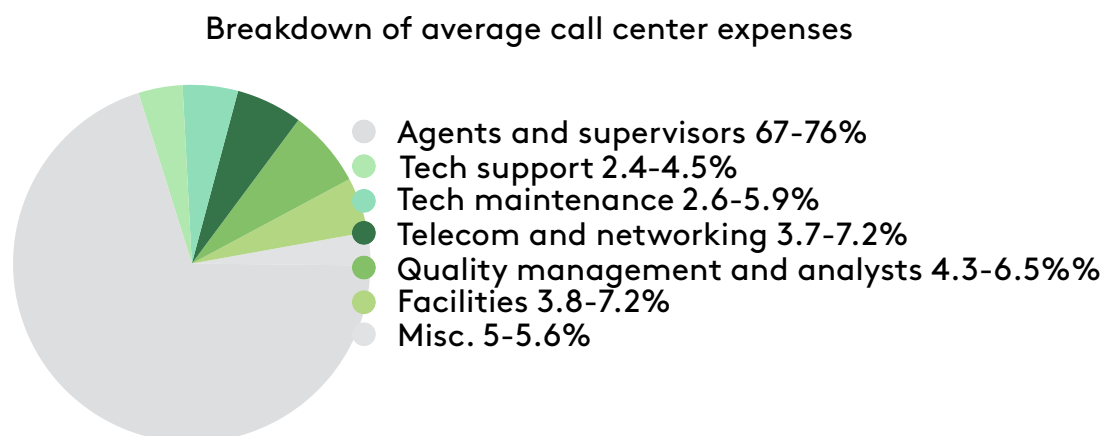 Breakdown of average call center expenses
Agents and supervisors 67-76%
Tech support 2.4-4.5%
Tech maintenance 2.6-5.9%
Telecom and networking 3.7-7.2%
Quality management and analysts 4.3-6.5%%
Facilities 3.8-7.2%
Misc. 5-5.6%